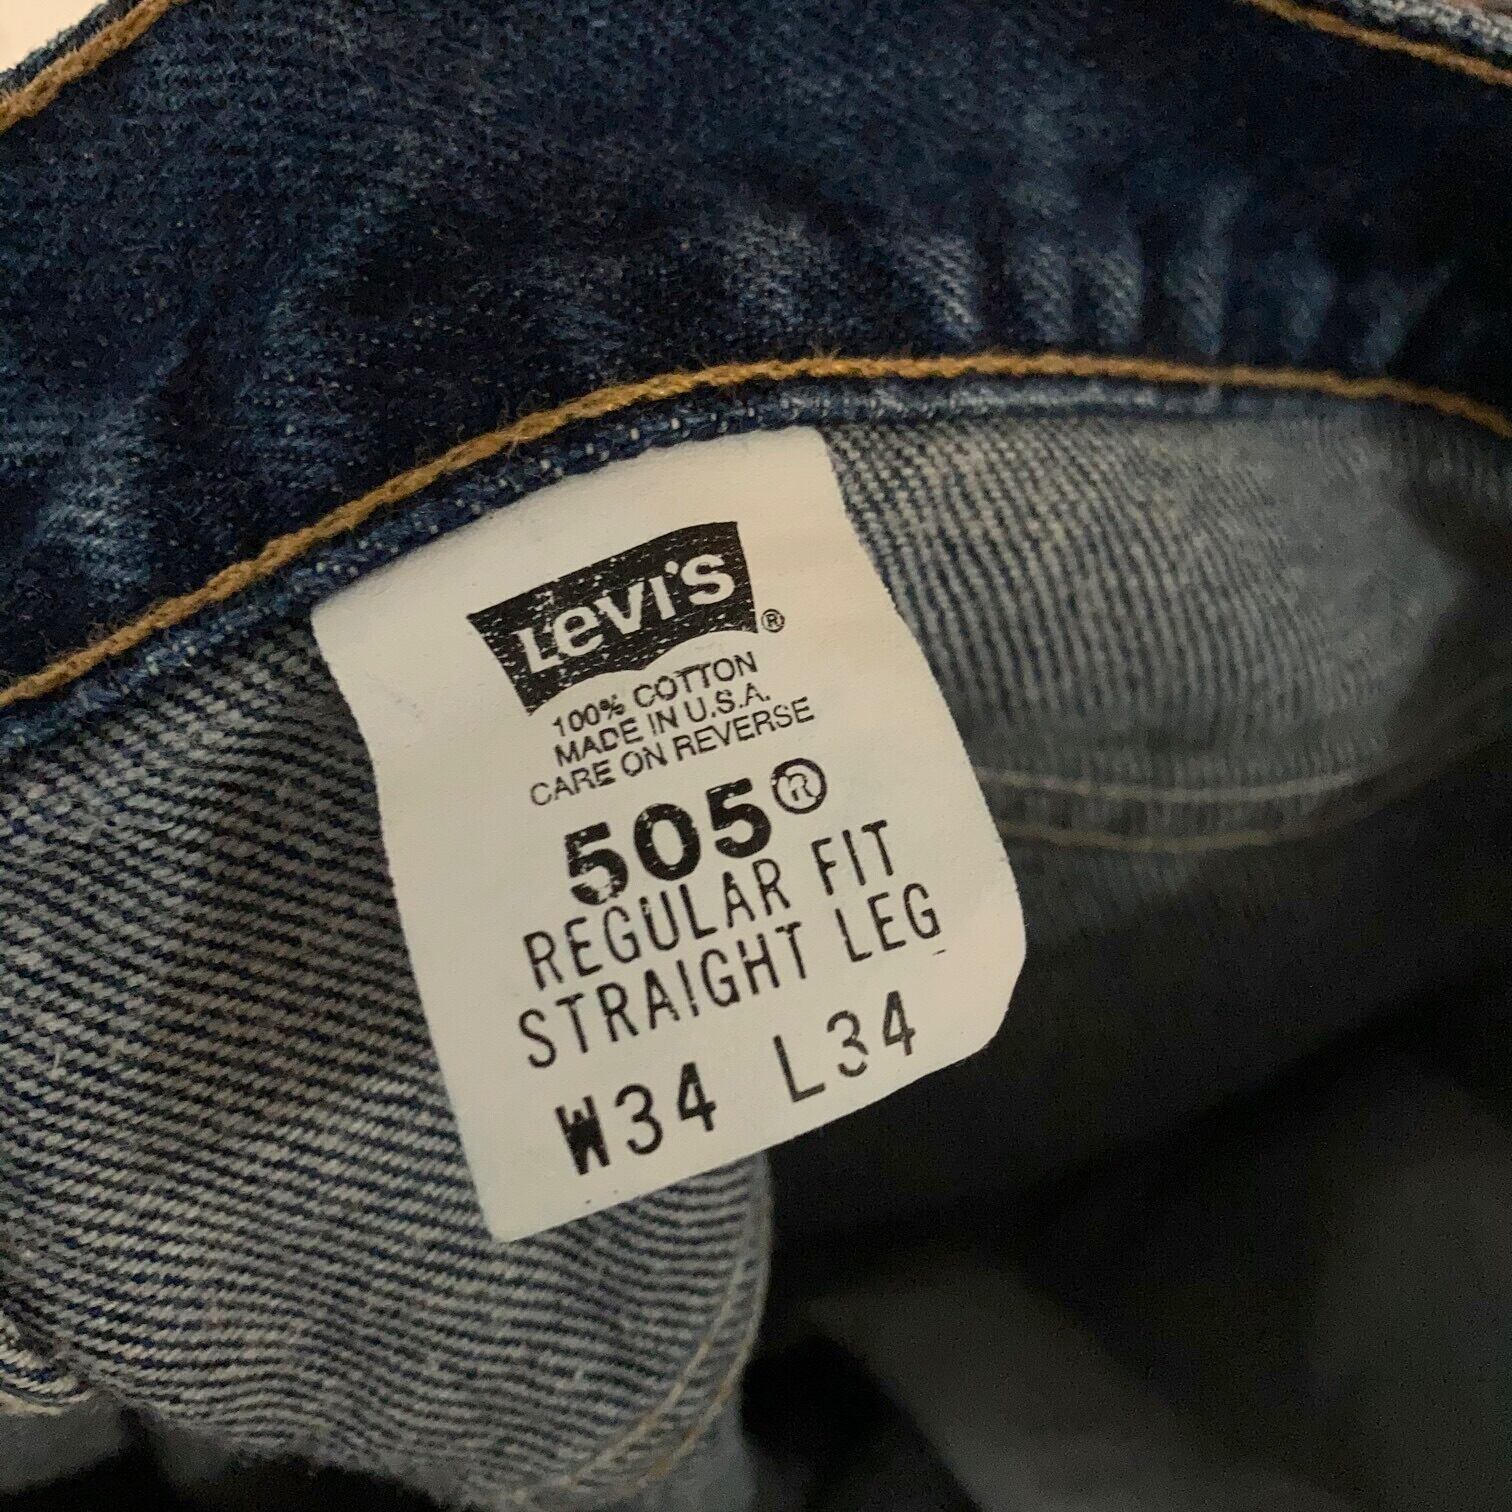 LEVI'S ®
100% COTTON
MADE IN U.S.A.
CARE ON REVERSE
505®
REGULAR FIT
STRAIGHT LEG
W34 L34